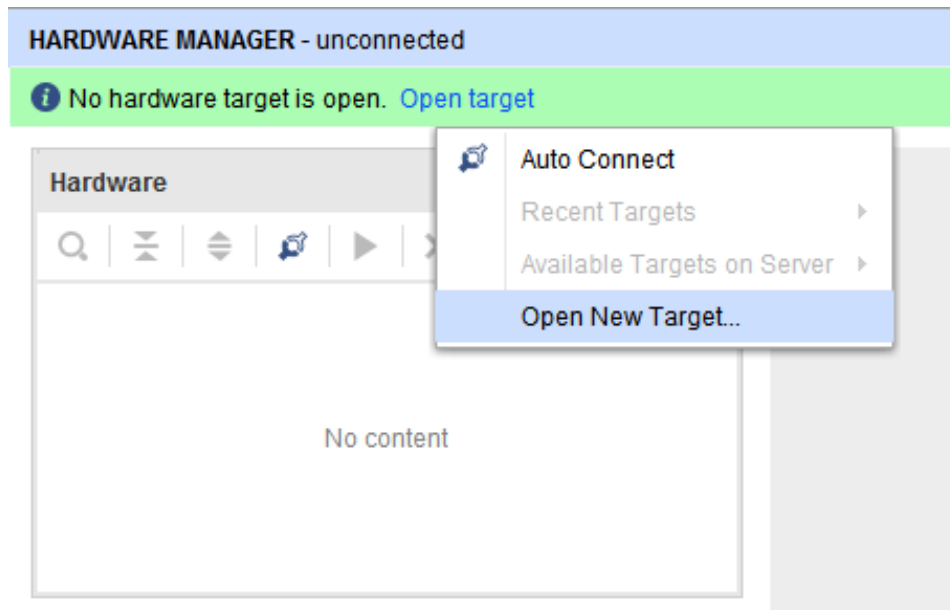 HARDWARE MANAGER - unconnected
No hardware target is open. Open target
Auto Connect
Hardware
Recent Targets
Available Targets on Server
Open New Target...
No content